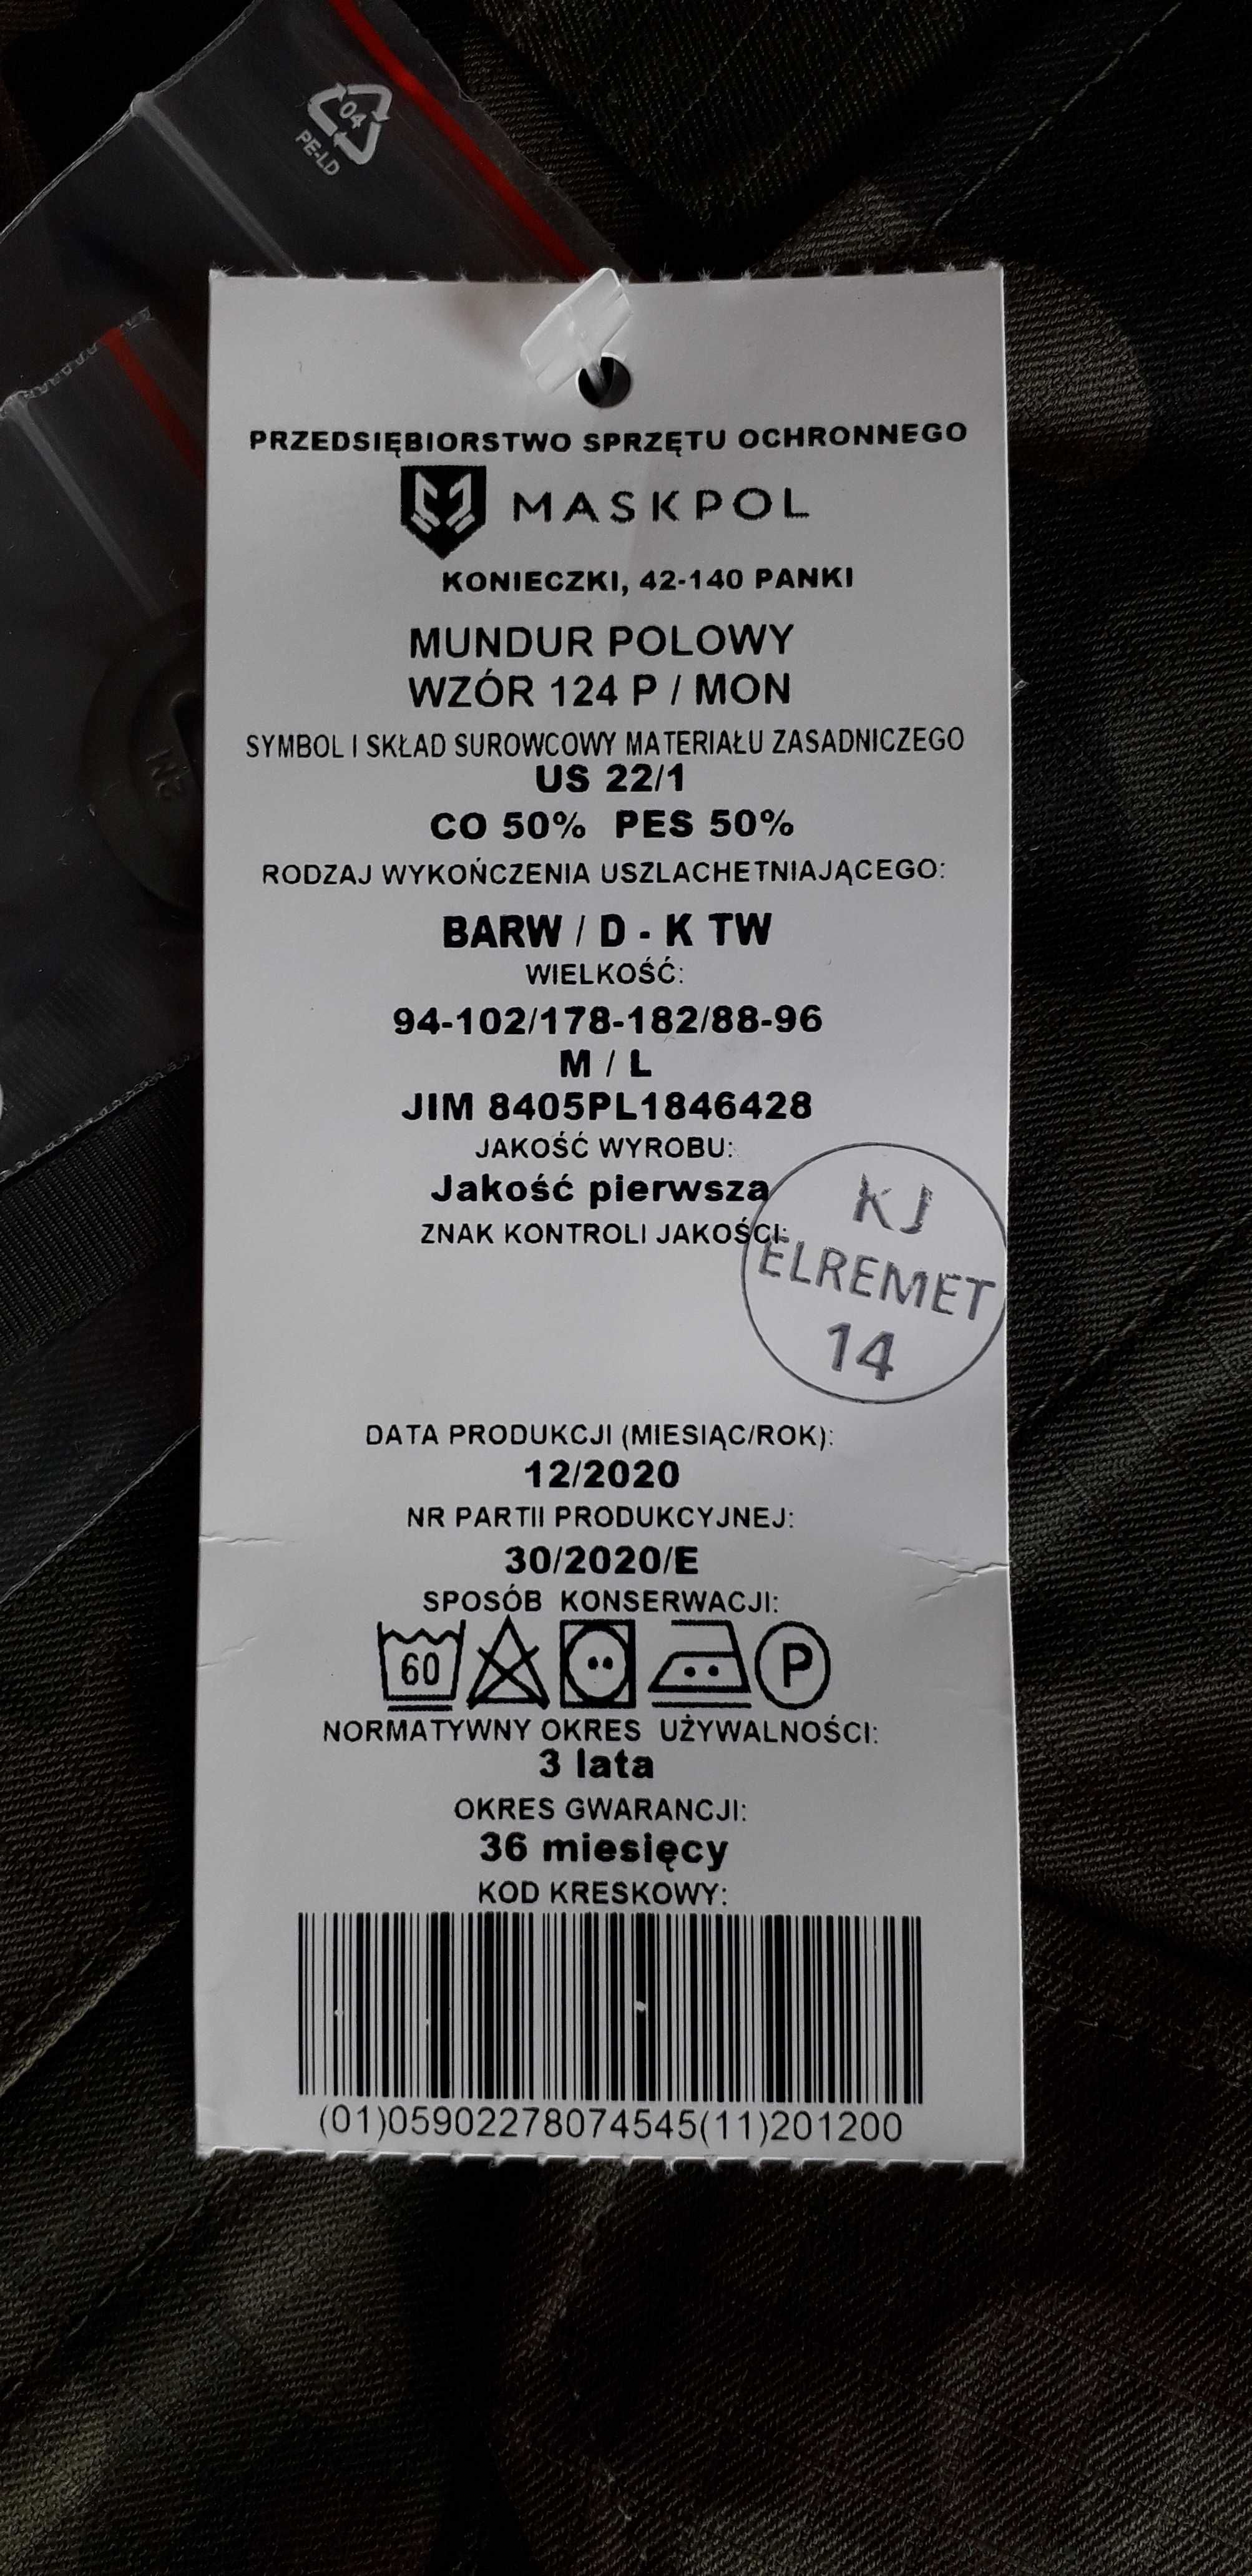 04
PE-LD
PRZEDSIĘBIORSTWO SPRZĘTU OCHRONNEGO
MASKPOL
KONIECZKI, 42-140 PANKI
MUNDUR POLOWY
WZÓR 124 P / MON
SYMBOL I SKŁAD SUROWCOWY MATERIAŁU ZASADNICZEGO
US 22/1
CO 50% PES 50%
RODZAJ WYKOŃCZENIA USZLACHETNIAJĄCEGO:
BARW / D - K TW
WIELKOŚĆ:
94-102/178-182/88-96
M / L
JIM 8405PL1846428
JAKOŚĆ WYROBU:
Jakość pierwsza
ZNAK KONTROLI JAKOŚCI:
KJ
ELREMET
14
DATA PRODUKCJI (MIESIĄC/ROK):
12/2020
NR PARTII PRODUKCYJNEJ:
30/2020/E
SPOSÓB KONSERWACJI:
60 P
NORMATYWNY OKRES UŻYWALNOŚCI:
3 lata
OKRES GWARANCJI:
36 miesięcy
KOD KRESKOWY:
(01)05902278074545(11)201200